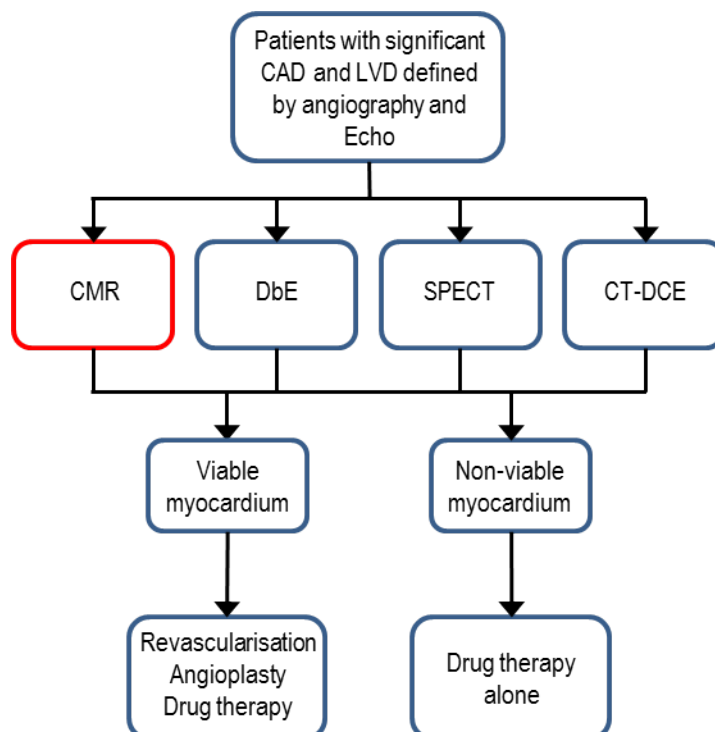 Patients with significant
CAD and LVD defined
by angiography and
Echo
CMR
DbE
SPECT
CT-DCE
Viable
myocardium
Non-viable
myocardium
Revascularisation
Angioplasty
Drug therapy
Drug therapy
alone